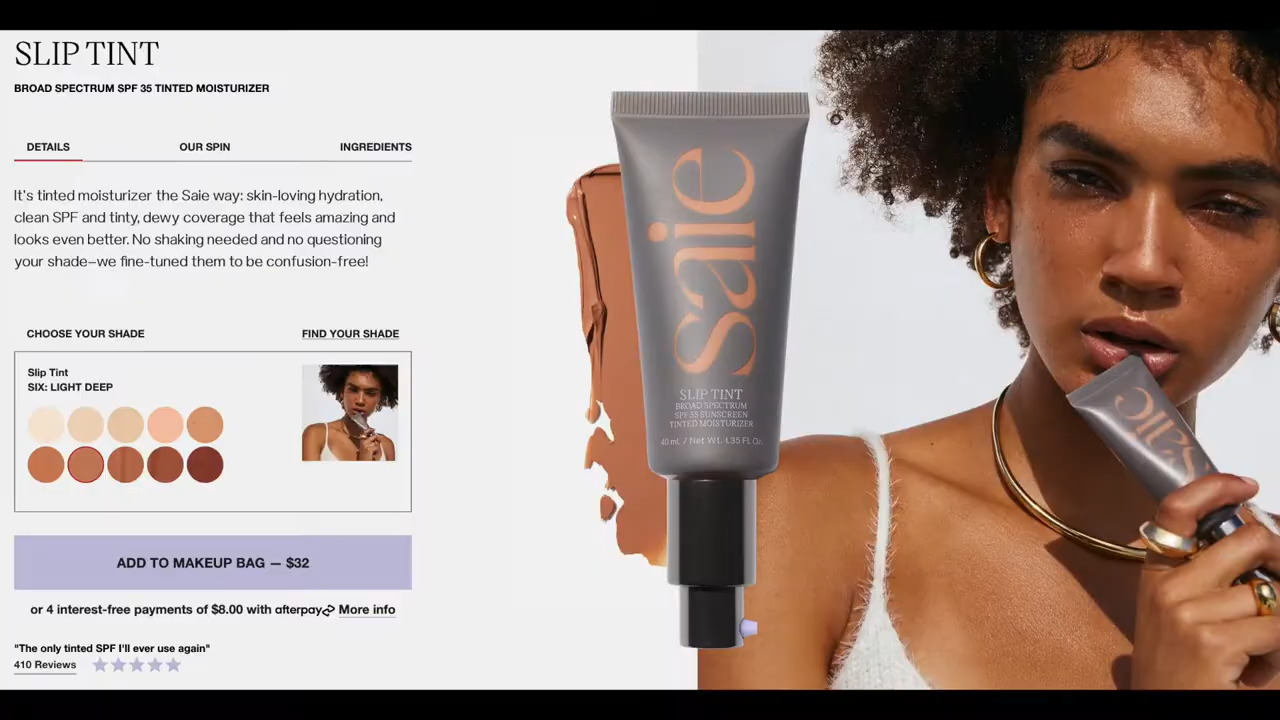 SLIP TINT
BROAD SPECTRUM SPF 35 TINTED MOISTURIZER
DETAILS
OUR SPIN
INGREDIENTS
It's tinted moisturizer the Saie way: skin-loving hydration,
clean SPF and tinty, dewy coverage that feels amazing and
looks even better. No shaking needed and no questioning
your shade—we fine-tuned them to be confusion-free!
CHOOSE YOUR SHADE
FIND YOUR SHADE
Slip Tint
SIX: LIGHT DEEP
ADD TO MAKEUP BAG — $32
or 4 interest-free payments of $8.00 with afterpay More info
"The only tinted SPF I'll ever use again"
410 Reviews
saie
SLIP TINT
BROAD SPECTRUM
SPF 35 SUNSCREEN
TINTED MOISTURIZER
40 mL / Net Wt. 1.35 FL Oz.
saie